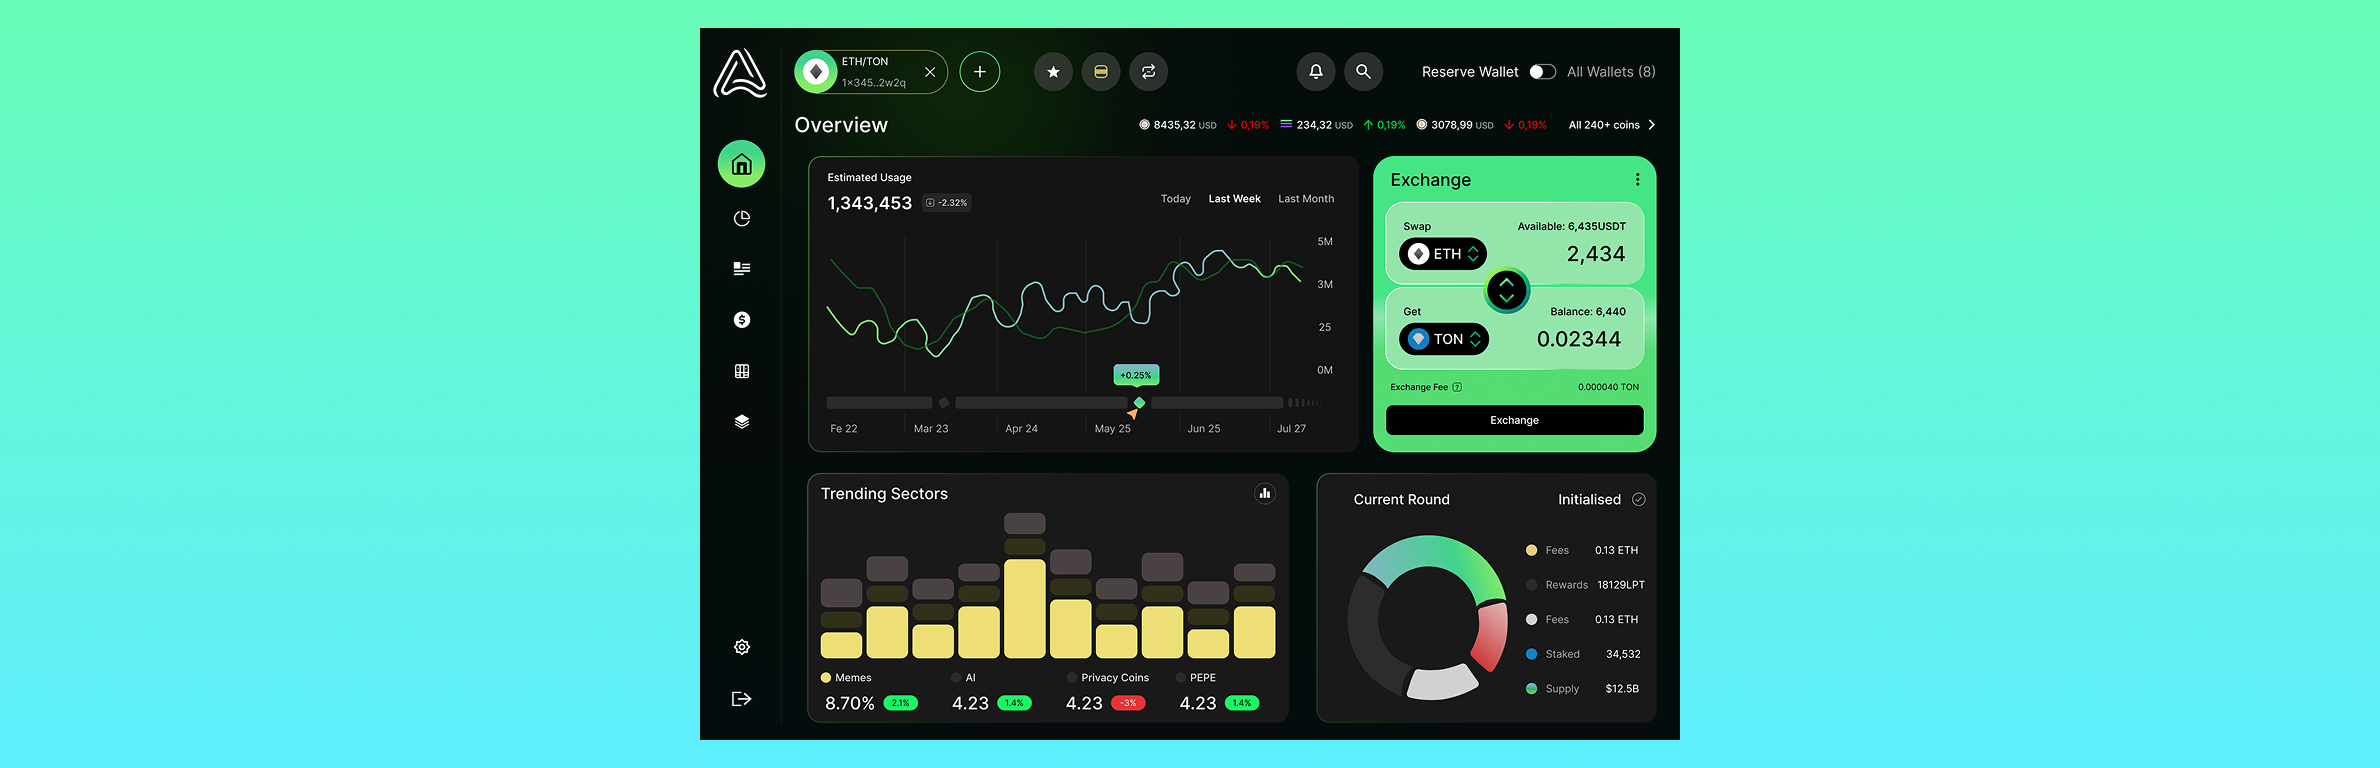 ETH/TON
1×345..2w2q
Reserve Wallet All Wallets (8)
Overview
8435,32 USD 0,19% 234,32 USD 0,19% 3078,99 USD 0,19% All 240+ coins
Estimated Usage
1,343,453 -2.32%
Today Last Week Last Month
5M
3M
25
0M
+0.25%
Fe 22 Mar 23 Apr 24 May 25 Jun 25 Jul 27
Exchange
Swap Available: 6,435USDT
ETH 2,434
Get Balance: 6,440
TON 0.02344
Exchange Fee ? 0.000040 TON
Exchange
Trending Sectors
Memes AI Privacy Coins PEPE
8.70% 2.1% 4.23 1.4% 4.23 -3% 4.23 1.4%
Current Round Initialised
Fees 0.13 ETH
Rewards 18129LPT
Fees 0.13 ETH
Staked 34,532
Supply $12.5B